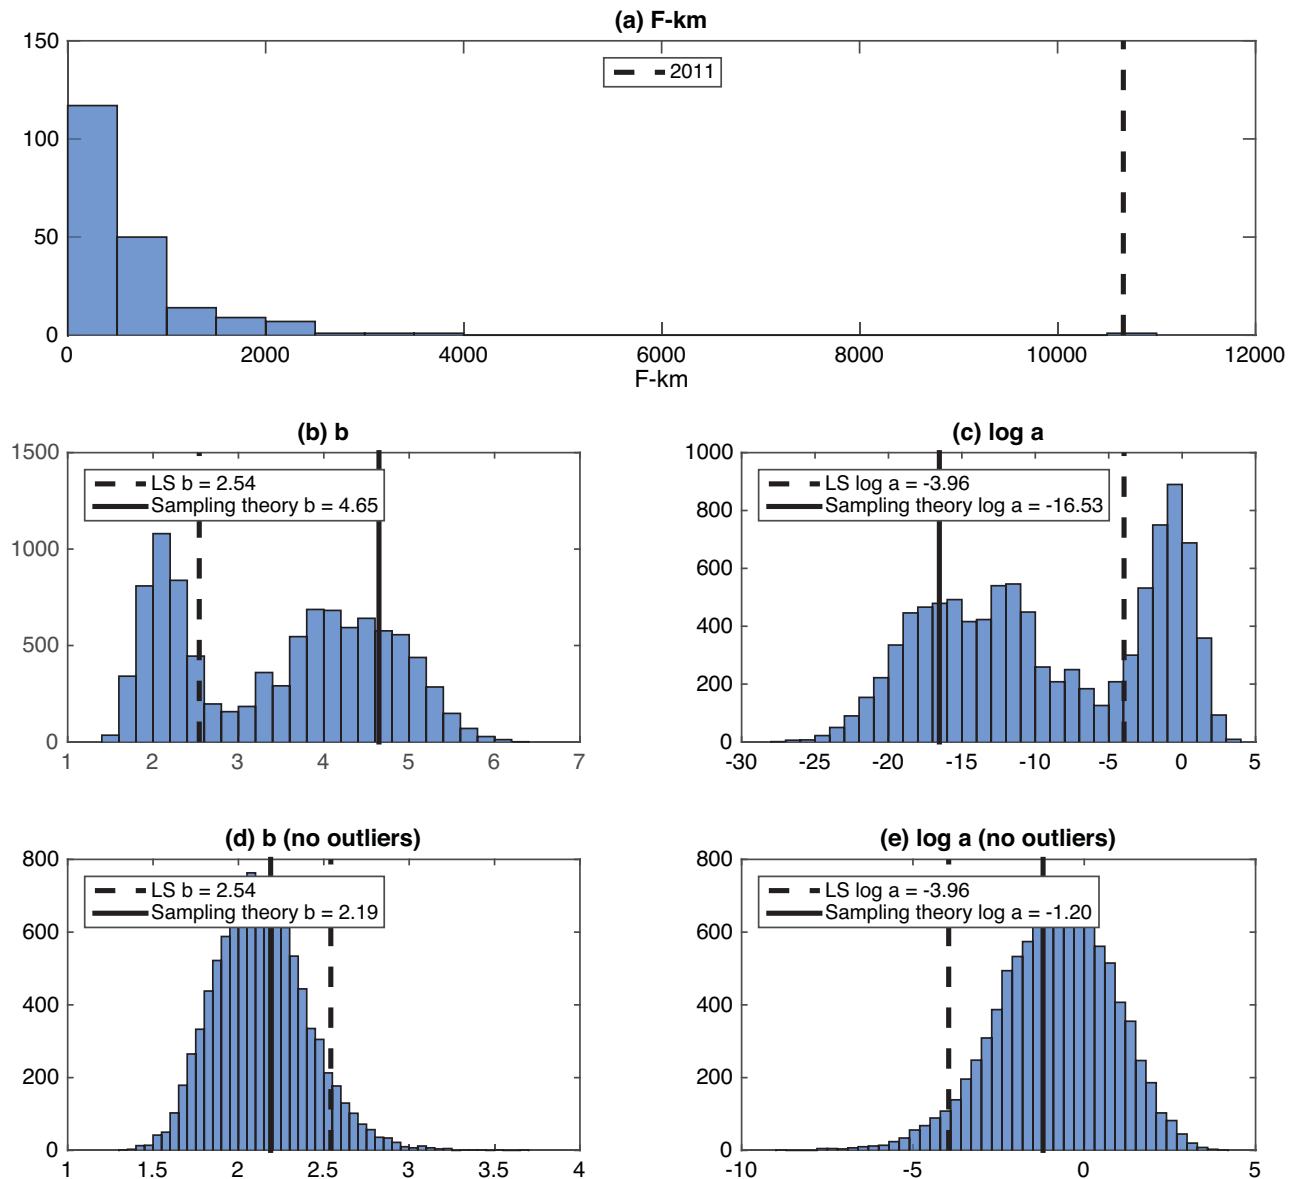 (a) F-km
150
100
50
0
2011
0 2000 4000 6000 8000 10000 12000
F-km
(b) b
1500
1000
500
0
LS b = 2.54
Sampling theory b = 4.65
1 2 3 4 5 6 7
(c) log a
1000
800
600
400
200
0
LS log a = -3.96
Sampling theory log a = -16.53
-30 -25 -20 -15 -10 -5 0 5
(d) b (no outliers)
800
600
400
200
0
LS b = 2.54
Sampling theory b = 2.19
1 1.5 2 2.5 3 3.5 4
(e) log a (no outliers)
800
600
400
200
0
LS log a = -3.96
Sampling theory log a = -1.20
-10 -5 0 5